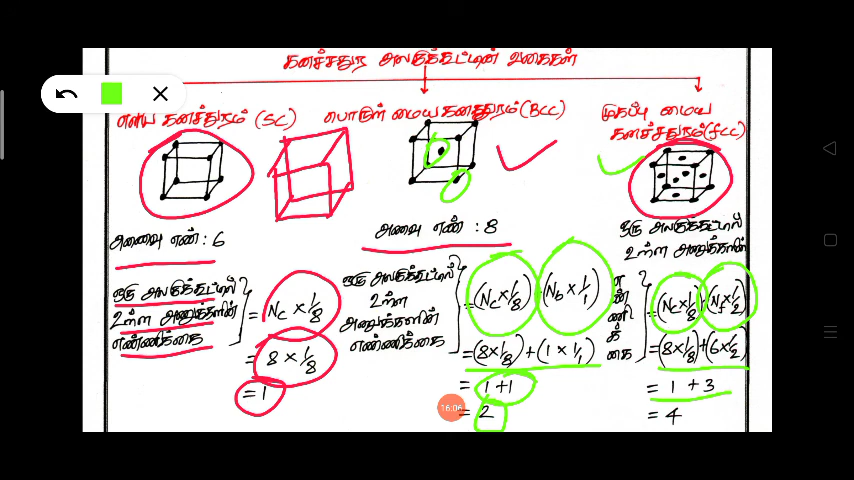 கனச்சதுர அலகுக்கூட்டின் வகைகள்
எளிய கனச்சதுரம் (SC)
அணைவு எண் : 6
ஒரு அலகுக்கூட்டில்
உள்ள அணுக்களின்
எண்ணிக்கை
= Nc × 1/8
= 8 × 1/8
= 1
பொருள் மைய கனசதுரம் (BCC)
அணைவு எண் : 8
ஒரு அலகுக்கூட்டில்
உள்ள
அணுக்களின்
எண்ணிக்கை
= (Nc × 1/8) + (Nb × 1/1)
= (8 × 1/8) + (1 × 1/1)
= 1 + 1
= 2
முகப்பு மைய
கனச்சதுரம் (fcc)
ஒரு அலகுக்கூட்டில்
உள்ள அணுக்களின்
எண்ணிக்கை
= (Nc × 1/8) + (Nf × 1/2)
= (8 × 1/8) + (6 × 1/2)
= 1 + 3
= 4
16:06